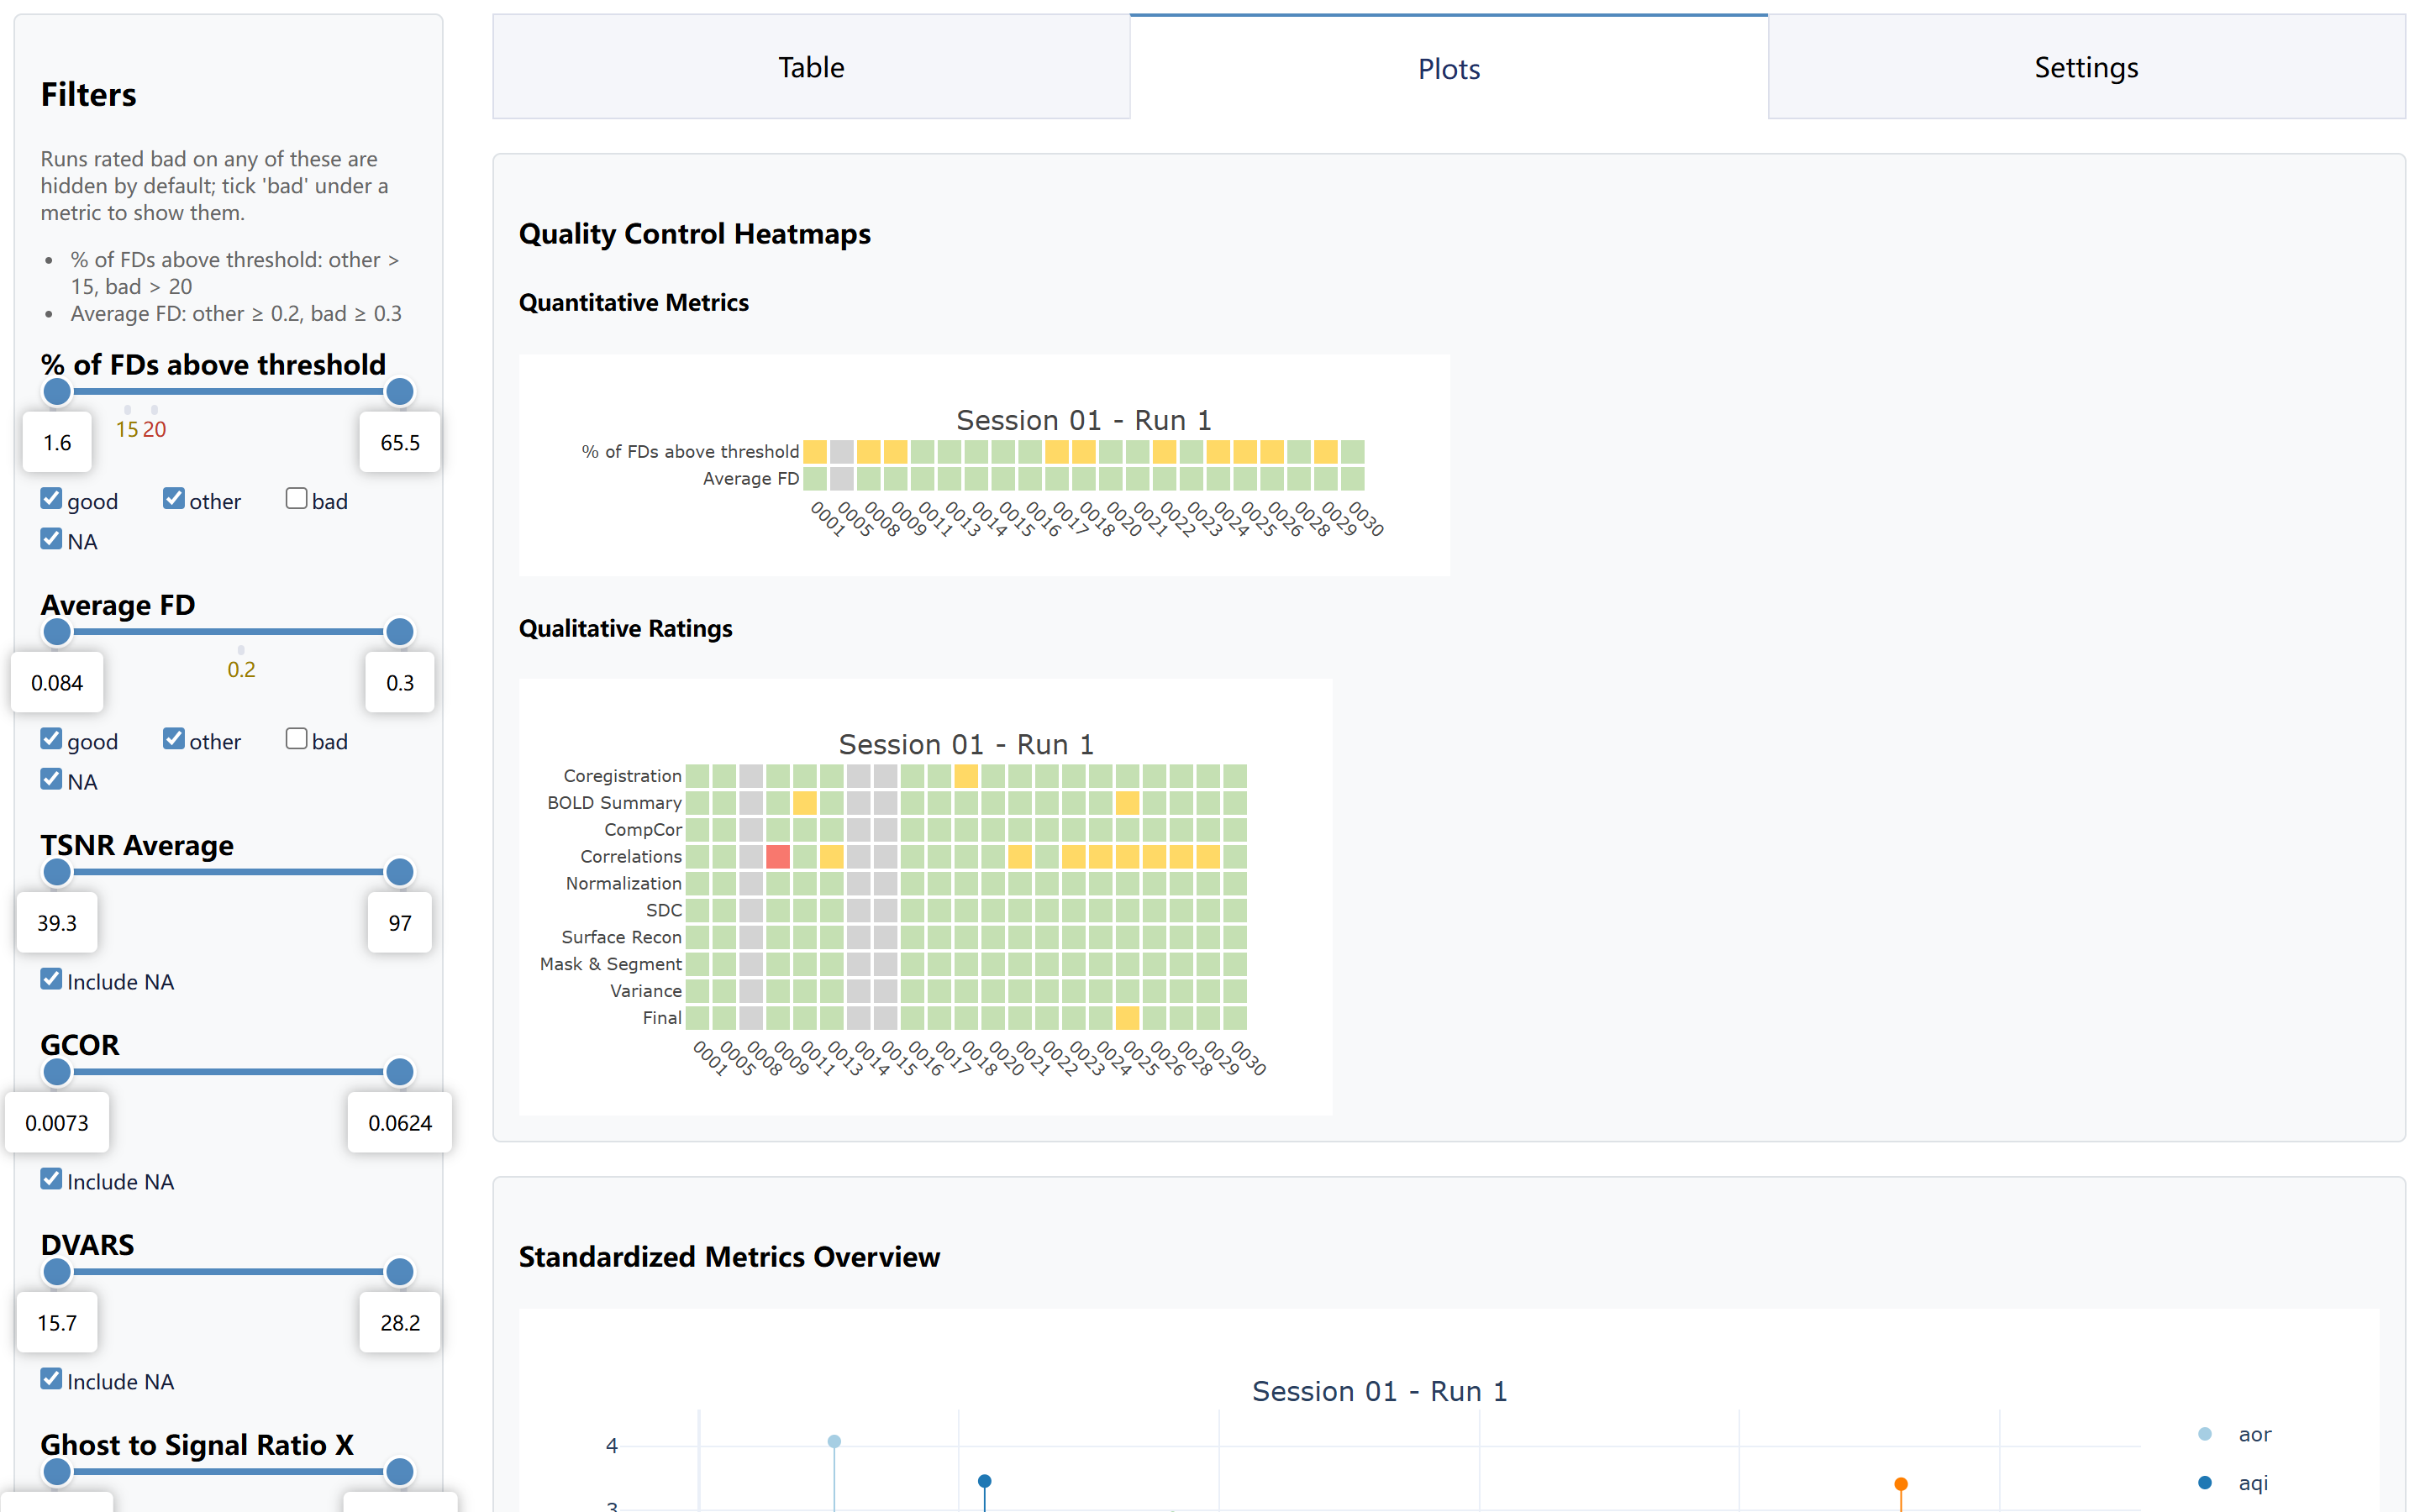 Filters
Runs rated bad on any of these are
hidden by default; tick 'bad' under a
metric to show them.
• % of FDs above threshold: other >
15, bad > 20
• Average FD: other ≥ 0.2, bad ≥ 0.3
% of FDs above threshold
15 20
1.6 65.5
good other bad
NA
Average FD
0.2
0.084 0.3
good other bad
NA
TSNR Average
39.3 97
Include NA
GCOR
0.0073 0.0624
Include NA
DVARS
15.7 28.2
Include NA
Ghost to Signal Ratio X
Table Plots Settings
Quality Control Heatmaps
Quantitative Metrics
Session 01 - Run 1
% of FDs above threshold
Average FD
0001 0005 0008 0009 0011 0013 0014 0015 0016 0017 0018 0020 0021 0022 0023 0024 0025 0026 0028 0029 0030
Qualitative Ratings
Session 01 - Run 1
Coregistration
BOLD Summary
CompCor
Correlations
Normalization
SDC
Surface Recon
Mask & Segment
Variance
Final
0001 0005 0008 0009 0011 0013 0014 0015 0016 0017 0018 0020 0021 0022 0023 0024 0025 0026 0028 0029 0030
Standardized Metrics Overview
Session 01 - Run 1
4
3
aor
aqi